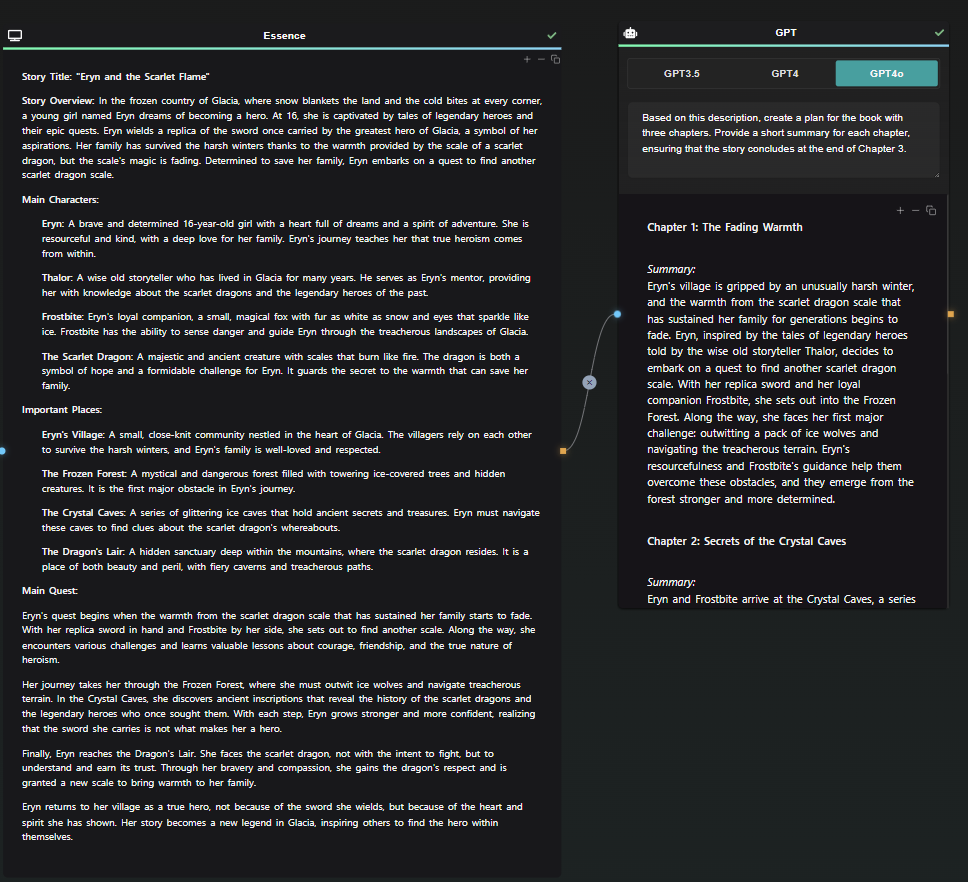 Essence
Story Title: "Eryn and the Scarlet Flame"
Story Overview: In the frozen country of Glacia, where snow blankets the land and the cold bites at every corner,
a young girl named Eryn dreams of becoming a hero. At 16, she is captivated by tales of legendary heroes and
their epic quests. Eryn wields a replica of the sword once carried by the greatest hero of Glacia, a symbol of her
aspirations. Her family has survived the harsh winters thanks to the warmth provided by the scale of a scarlet
dragon, but the scale's magic is fading. Determined to save her family, Eryn embarks on a quest to find another
scarlet dragon scale.
Main Characters:
Eryn: A brave and determined 16-year-old girl with a heart full of dreams and a spirit of adventure. She is
resourceful and kind, with a deep love for her family. Eryn's journey teaches her that true heroism comes
from within.
Thalor: A wise old storyteller who has lived in Glacia for many years. He serves as Eryn's mentor, providing
her with knowledge about the scarlet dragons and the legendary heroes of the past.
Frostbite: Eryn's loyal companion, a small, magical fox with fur as white as snow and eyes that sparkle like
ice. Frostbite has the ability to sense danger and guide Eryn through the treacherous landscapes of Glacia.
The Scarlet Dragon: A majestic and ancient creature with scales that burn like fire. The dragon is both a
symbol of hope and a formidable challenge for Eryn. It guards the secret to the warmth that can save her
family.
Important Places:
Eryn's Village: A small, close-knit community nestled in the heart of Glacia. The villagers rely on each other
to survive the harsh winters, and Eryn's family is well-loved and respected.
The Frozen Forest: A mystical and dangerous forest filled with towering ice-covered trees and hidden
creatures. It is the first major obstacle in Eryn's journey.
The Crystal Caves: A series of glittering ice caves that hold ancient secrets and treasures. Eryn must navigate
these caves to find clues about the scarlet dragon's whereabouts.
The Dragon's Lair: A hidden sanctuary deep within the mountains, where the scarlet dragon resides. It is a
place of both beauty and peril, with fiery caverns and treacherous paths.
Main Quest:
Eryn's quest begins when the warmth from the scarlet dragon scale that has sustained her family starts to fade.
With her replica sword in hand and Frostbite by her side, she sets out to find another scale. Along the way, she
encounters various challenges and learns valuable lessons about courage, friendship, and the true nature of
heroism.
Her journey takes her through the Frozen Forest, where she must outwit ice wolves and navigate treacherous
terrain. In the Crystal Caves, she discovers ancient inscriptions that reveal the history of the scarlet dragons and
the legendary heroes who once sought them. With each step, Eryn grows stronger and more confident, realizing
that the sword she carries is not what makes her a hero.
Finally, Eryn reaches the Dragon's Lair. She faces the scarlet dragon, not with the intent to fight, but to
understand and earn its trust. Through her bravery and compassion, she gains the dragon's respect and is
granted a new scale to bring warmth to her family.
Eryn returns to her village as a true hero, not because of the sword she wields, but because of the heart and
spirit she has shown. Her story becomes a new legend in Glacia, inspiring others to find the hero within
themselves.
GPT
GPT3.5 GPT4 GPT4o
Based on this description, create a plan for the book with
three chapters. Provide a short summary for each chapter,
ensuring that the story concludes at the end of Chapter 3.
Chapter 1: The Fading Warmth
Summary:
Eryn's village is gripped by an unusually harsh winter,
and the warmth from the scarlet dragon scale that
has sustained her family for generations begins to
fade. Eryn, inspired by the tales of legendary heroes
told by the wise old storyteller Thalor, decides to
embark on a quest to find another scarlet dragon
scale. With her replica sword and her loyal
companion Frostbite, she sets out into the Frozen
Forest. Along the way, she faces her first major
challenge: outwitting a pack of ice wolves and
navigating the treacherous terrain. Eryn's
resourcefulness and Frostbite's guidance help them
overcome these obstacles, and they emerge from the
forest stronger and more determined.
Chapter 2: Secrets of the Crystal Caves
Summary:
Eryn and Frostbite arrive at the Crystal Caves, a series